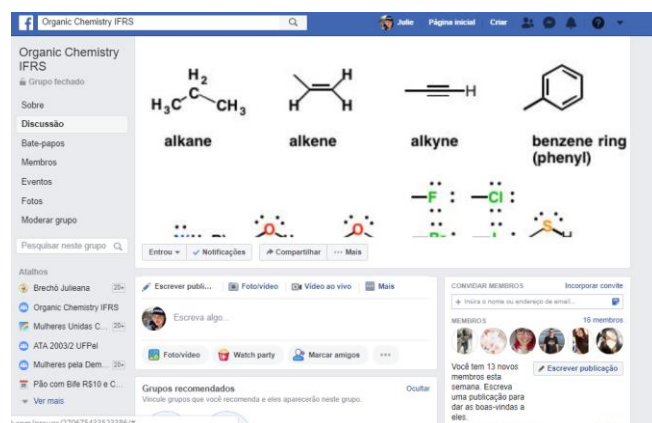 Organic Chemistry IFRS
Julie
Página inicial
Criar
Organic Chemistry
IFRS
Grupo fechado
Sobre
Discussão
Bate-papos
Membros
Eventos
Fotos
Moderar grupo
Pesquisar neste grupo
Atalhos
Brechó Juleana 20+
Organic Chemistry IFRS
Mulheres Unidas C... 20+
ATA 2003/2 UFPel
Mulheres pela Dem... 20+
Pão com Bife R$10 e C...
Ver mais
H2
H3C C CH3
alkane
H
H H
alkene
H
alkyne
benzene ring
(phenyl)
O
O
F Cl
S H
Entrou
Notificações
Compartilhar
Mais
Escrever publi...
Foto/vídeo
Vídeo ao vivo
Mais
Escreva algo...
Foto/vídeo
Watch party
Marcar amigos
Grupos recomendados
Ocultar
Vincule grupos que você recomenda e eles aparecerão neste grupo.
CONVIDAR MEMBROS
Incorporar convite
+ Insira o nome ou endereço de email...
MEMBROS
16 membros
Você tem 13 novos
membros esta
semana. Escreva
uma publicação para
dar as boas-vindas a
eles.
Escrever publicação